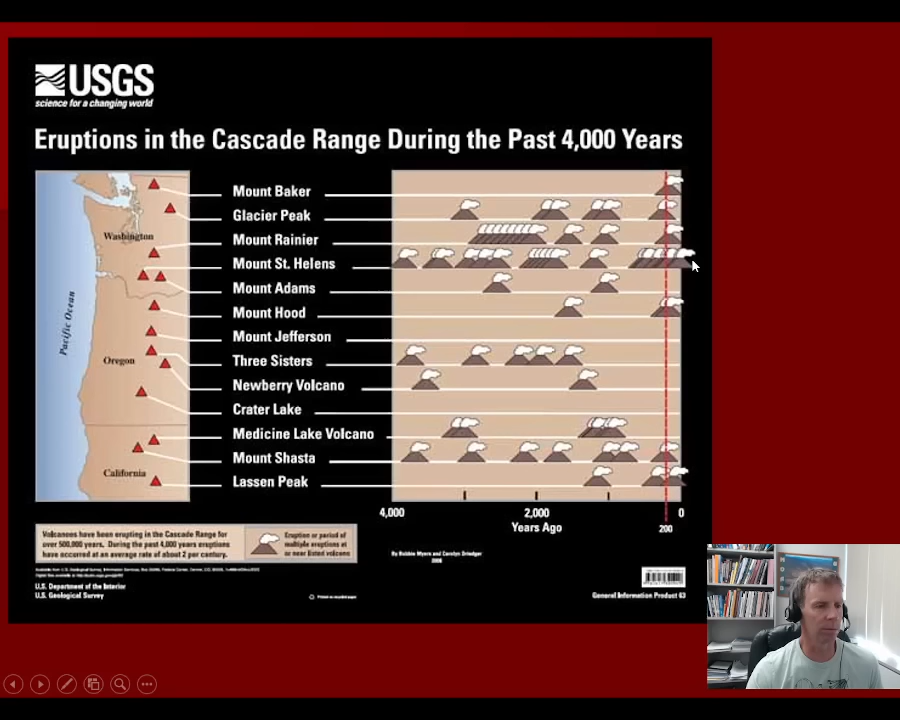 USGS
science for a changing world
Eruptions in the Cascade Range During the Past 4,000 Years
Mount Baker
Glacier Peak
Washington
Mount Rainier
Mount St. Helens
Mount Adams
Pacific Ocean
Mount Hood
Mount Jefferson
Oregon
Three Sisters
Newberry Volcano
Crater Lake
Medicine Lake Volcano
Mount Shasta
California
Lassen Peak
4,000
2,000
0
Years Ago
200
Volcanoes have been erupting in the Cascade Range for
over 500,000 years. During the past 4,000 years eruptions
have occurred at an average rate of about 2 per century.
Eruption or period of
multiple eruptions at
or near listed volcano
By Bobbie Myers and Carolyn Driedger
2008
U.S. Department of the Interior
U.S. Geological Survey
Printed on recycled paper
General Information Product 63